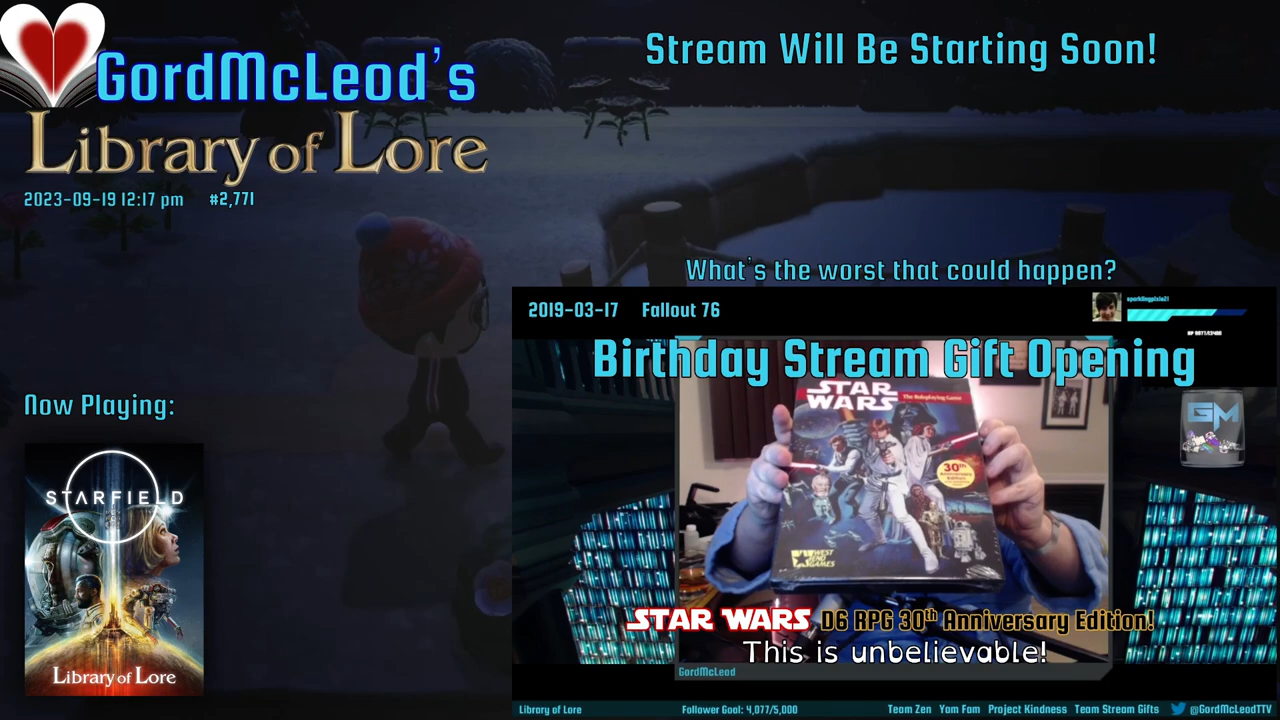 GordMcLeod's
Library of Lore
2023-09-19 12:17 pm #2,771
Stream Will Be Starting Soon!
What's the worst that could happen?
2019-03-17 Fallout 76
sparklingpixie21
Birthday Stream Gift Opening
STAR WARS
The Roleplaying Game
30th
Anniversary
Edition
WEST
END
GAMES
GM
STAR WARS D6 RPG 30th Anniversary Edition!
This is unbelievable!
GordMcLeod
Now Playing:
STARFIELD
Library of Lore
Library of Lore Follower Goal: 4,077/5,000 Team Zen Yam Fam Project Kindness Team Stream Gifts @GordMcLeodTTV